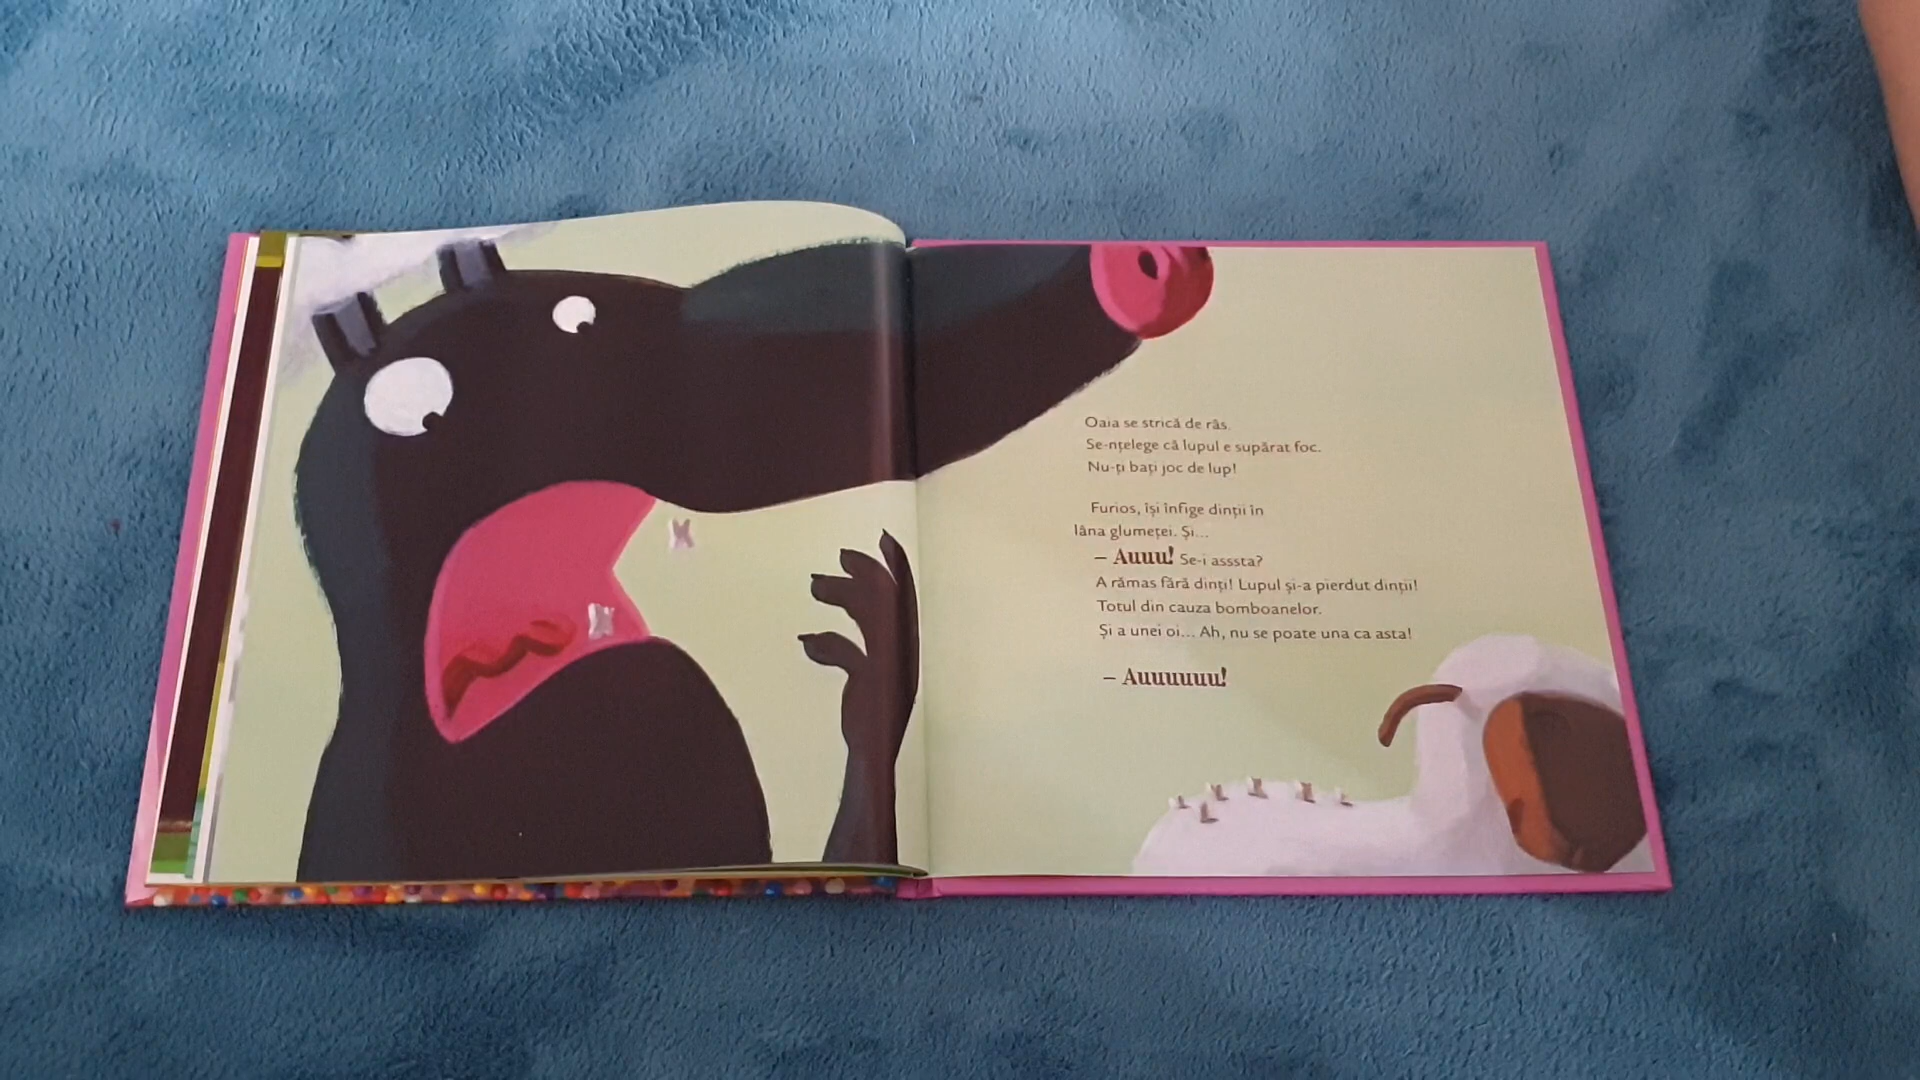 Oaia se strică de râs.
Se-nțelege că lupul e supărat foc.
Nu-ți bați joc de lup!
Furios, își înfige dinții în
lâna glumeței. Și...
– Auuu! Se-i asssta?
A rămas fără dinți! Lupul și-a pierdut dinții!
Totul din cauza bomboanelor.
Și a unei oi... Ah, nu se poate una ca asta!
– Auuuuuu!